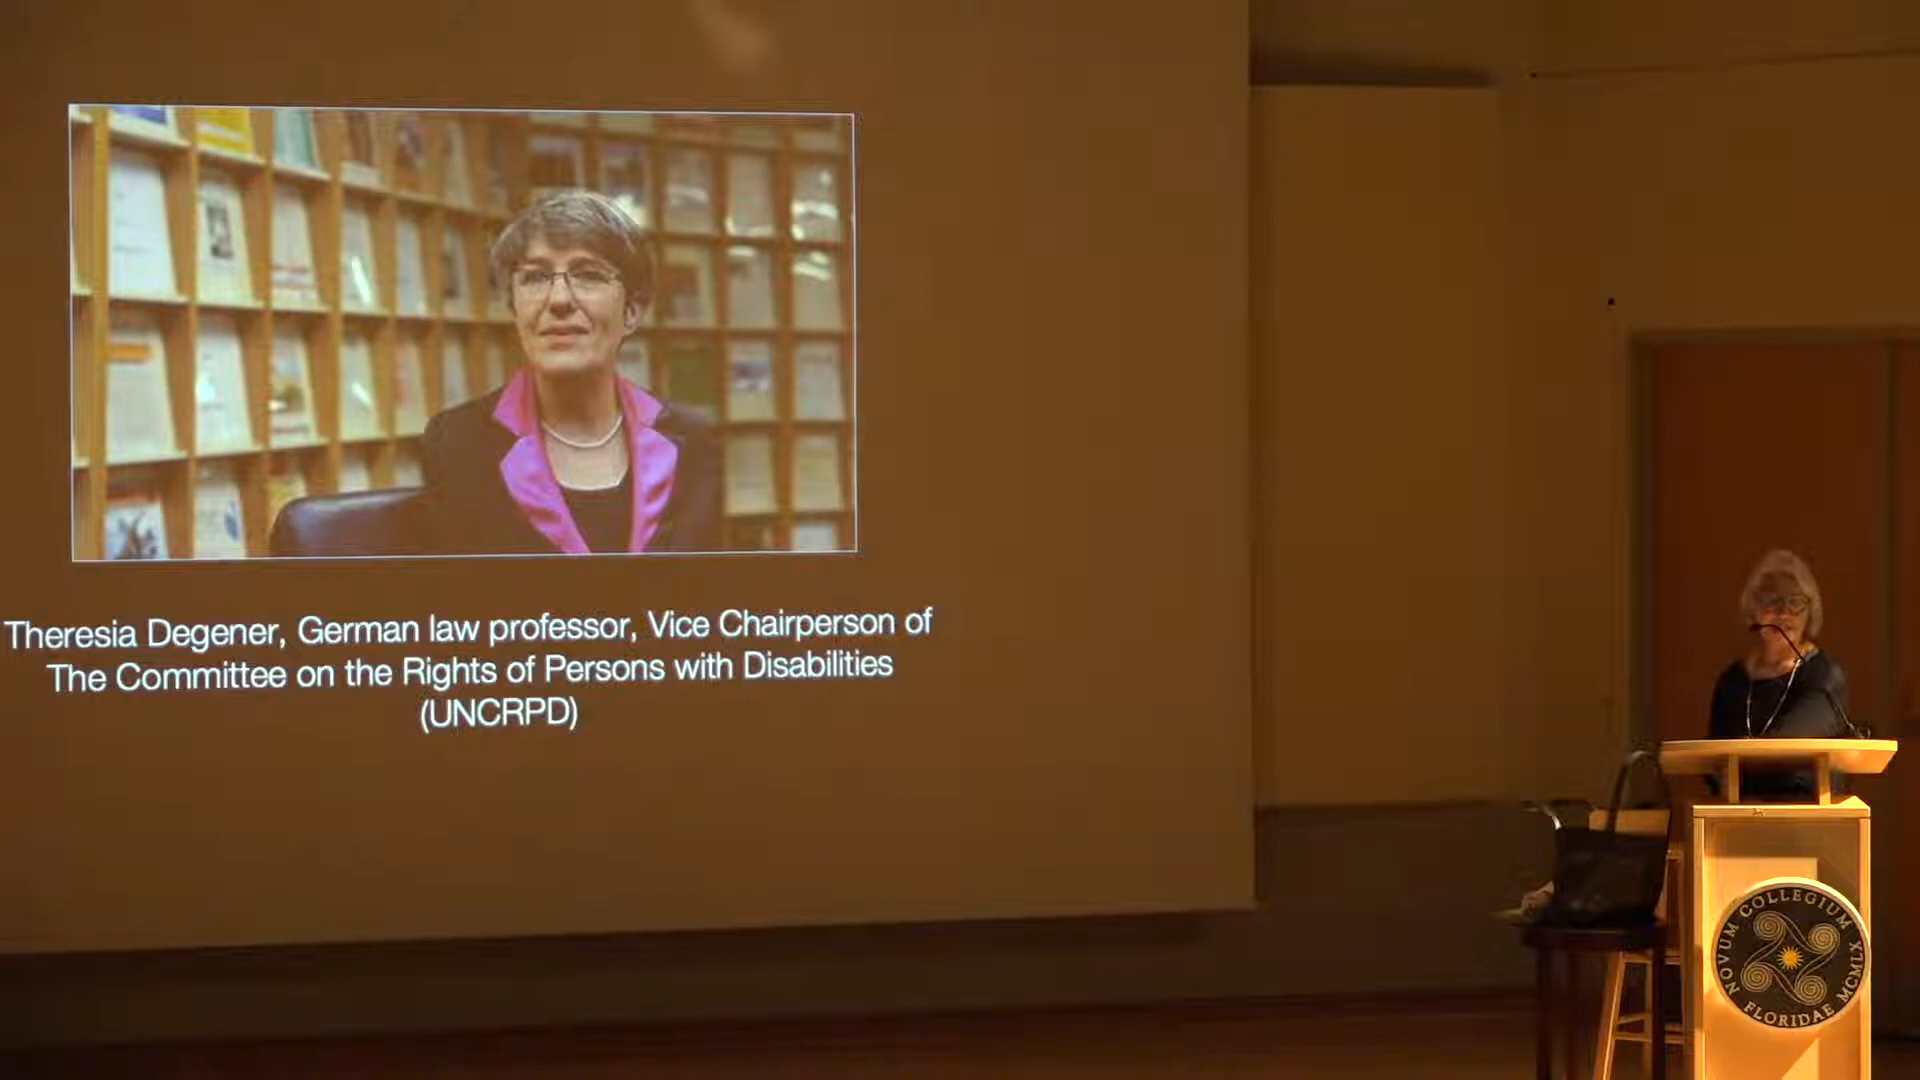 Theresia Degener, German law professor, Vice Chairperson of
The Committee on the Rights of Persons with Disabilities
(UNCRPD)
NOVUM COLLEGIUM FLORIDAE MCMLX